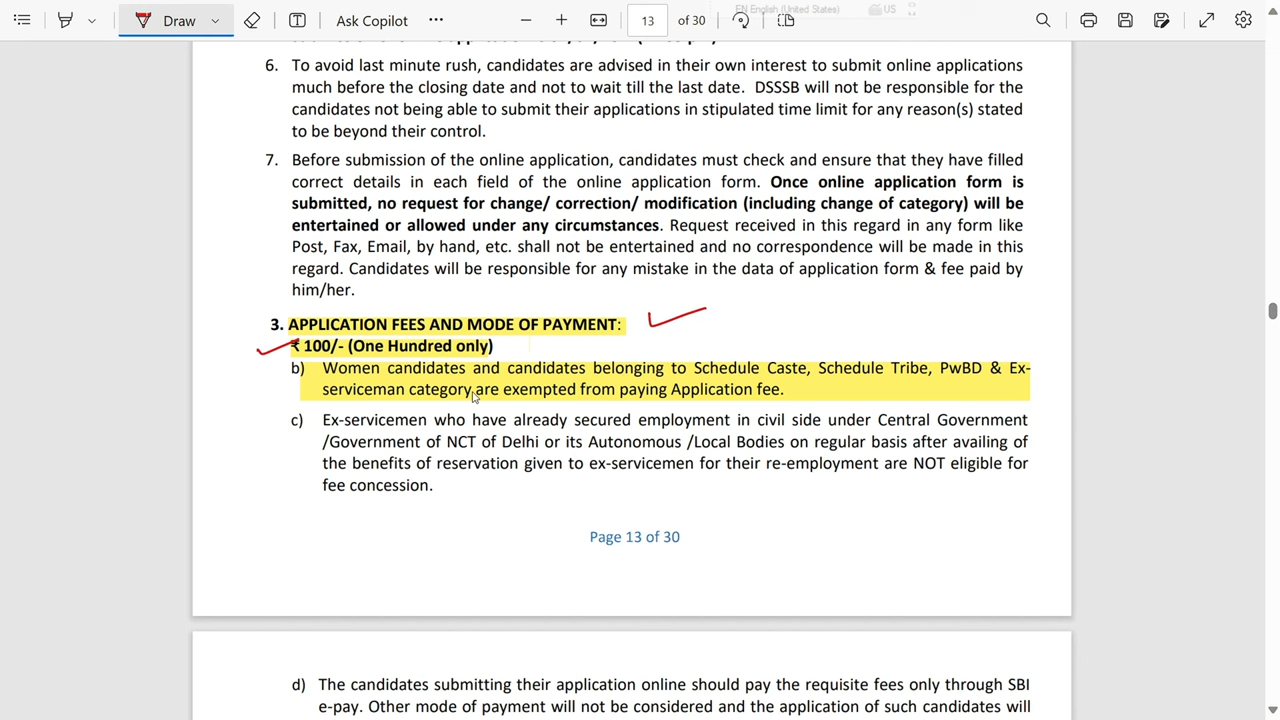 Draw
Ask Copilot
13 of 30
EN English (United States) US
6. To avoid last minute rush, candidates are advised in their own interest to submit online applications
much before the closing date and not to wait till the last date. DSSSB will not be responsible for the
candidates not being able to submit their applications in stipulated time limit for any reason(s) stated
to be beyond their control.
7. Before submission of the online application, candidates must check and ensure that they have filled
correct details in each field of the online application form. Once online application form is
submitted, no request for change/ correction/ modification (including change of category) will be
entertained or allowed under any circumstances. Request received in this regard in any form like
Post, Fax, Email, by hand, etc. shall not be entertained and no correspondence will be made in this
regard. Candidates will be responsible for any mistake in the data of application form & fee paid by
him/her.
3. APPLICATION FEES AND MODE OF PAYMENT:
₹ 100/- (One Hundred only)
b) Women candidates and candidates belonging to Schedule Caste, Schedule Tribe, PwBD & Ex-
serviceman category are exempted from paying Application fee.
c) Ex-servicemen who have already secured employment in civil side under Central Government
/Government of NCT of Delhi or its Autonomous /Local Bodies on regular basis after availing of
the benefits of reservation given to ex-servicemen for their re-employment are NOT eligible for
fee concession.
Page 13 of 30
d) The candidates submitting their application online should pay the requisite fees only through SBI
e-pay. Other mode of payment will not be considered and the application of such candidates will